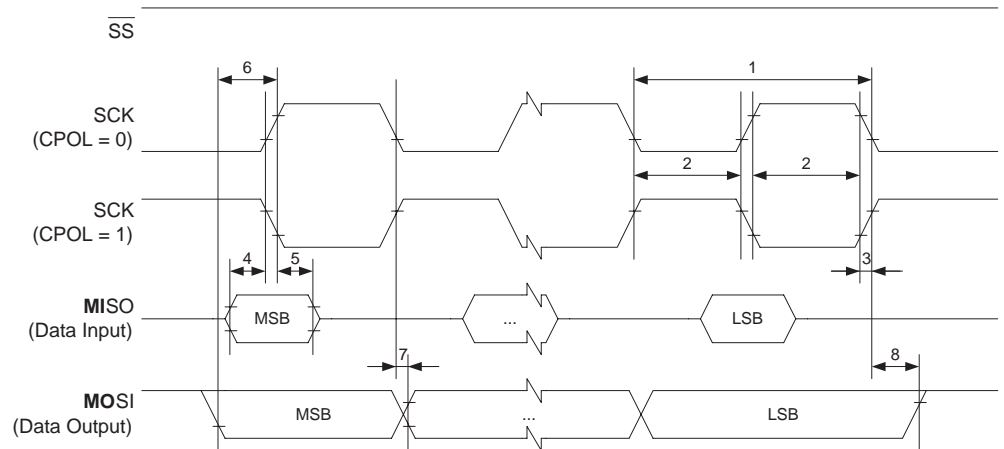 SS
6
1
SCK
(CPOL = 0)
2
2
SCK
(CPOL = 1)
4
5
3
MISO
(Data Input)
MSB
...
LSB
7
8
MOSI
(Data Output)
MSB
...
LSB